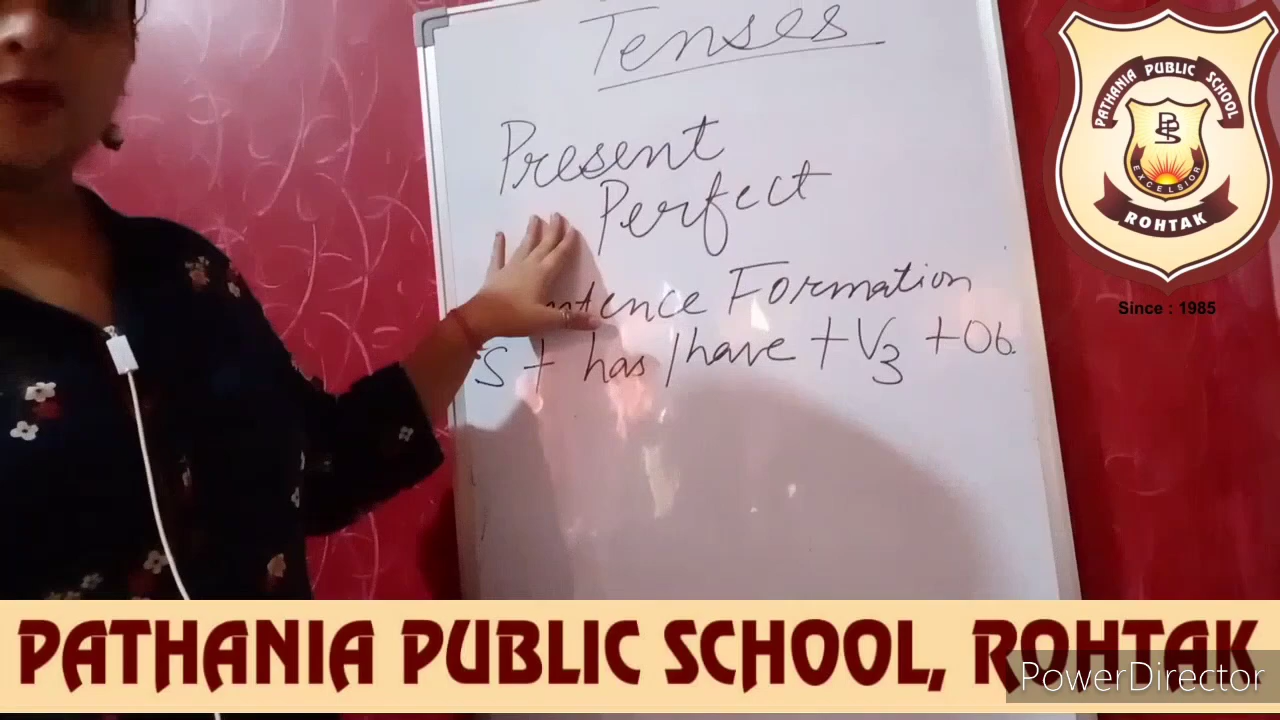 Tenses
Present
Perfect
Formation
S + has / have + V3 + Ob.
PATHANIA PUBLIC SCHOOL
PS
EXCELSIOR
ROHTAK
Since : 1985
PATHANIA PUBLIC SCHOOL, ROHTAK
PowerDirector